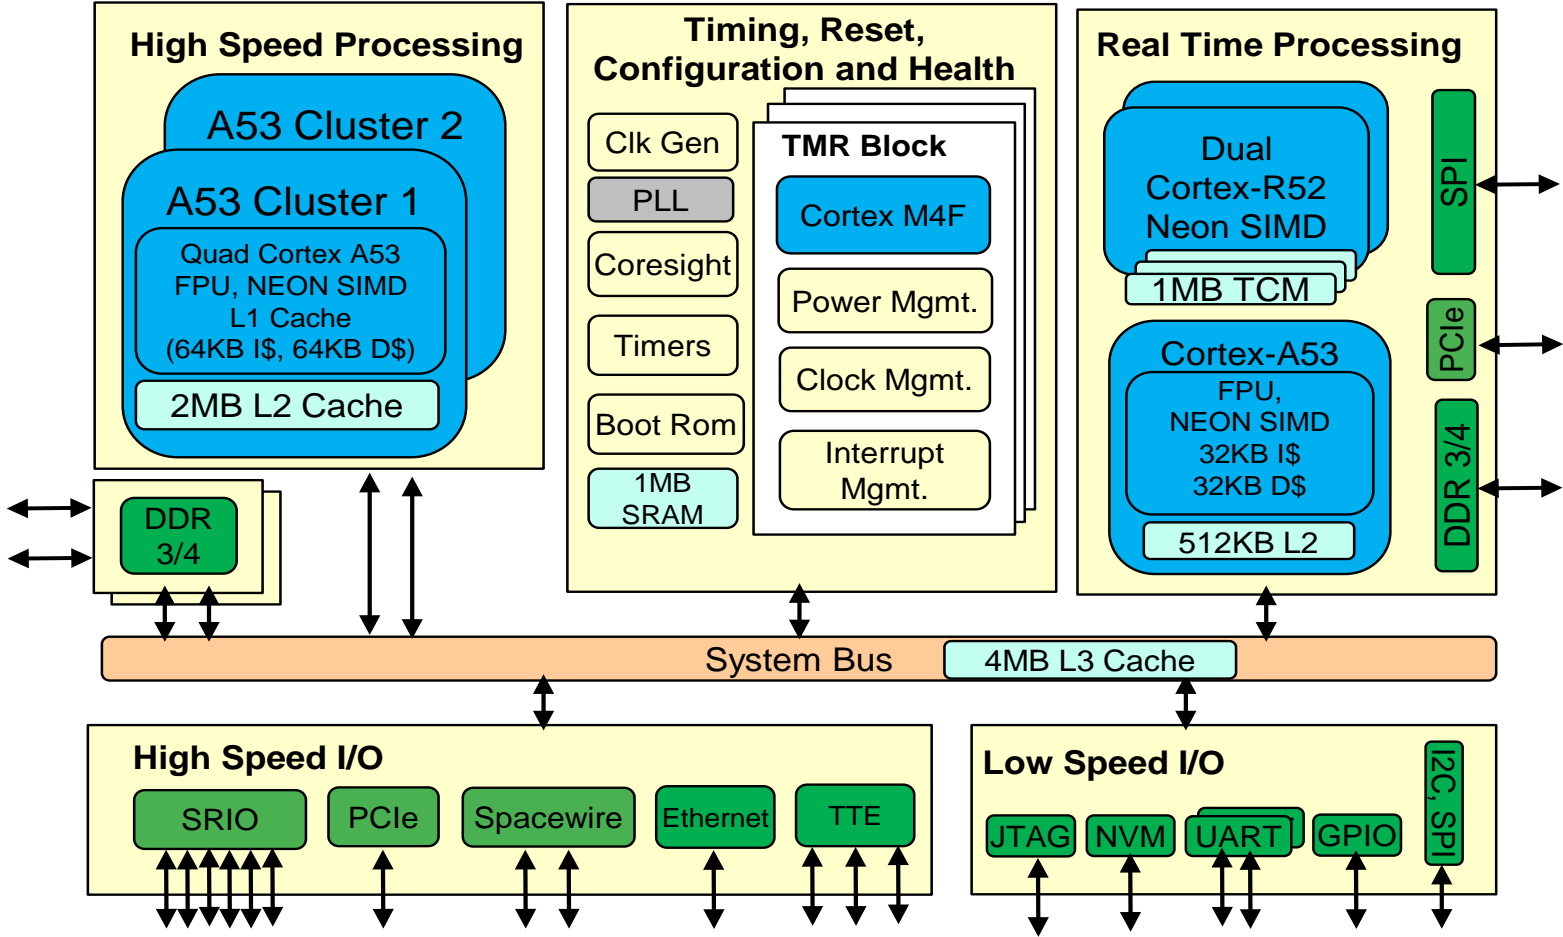 High Speed Processing
A53 Cluster 2
A53 Cluster 1
Quad Cortex A53
FPU, NEON SIMD
L1 Cache
(64KB I$, 64KB D$)
2MB L2 Cache
DDR
3/4
Timing, Reset,
Configuration and Health
Clk Gen
PLL
Coresight
Timers
Boot Rom
1MB
SRAM
TMR Block
Cortex M4F
Power Mgmt.
Clock Mgmt.
Interrupt
Mgmt.
Real Time Processing
Dual
Cortex-R52
Neon SIMD
1MB TCM
Cortex-A53
FPU,
NEON SIMD
32KB I$
32KB D$
512KB L2
SPI
PCIe
DDR 3/4
System Bus
4MB L3 Cache
High Speed I/O
SRIO
PCIe
Spacewire
Ethernet
TTE
Low Speed I/O
JTAG
NVM
UART
GPIO
I2C, SPI